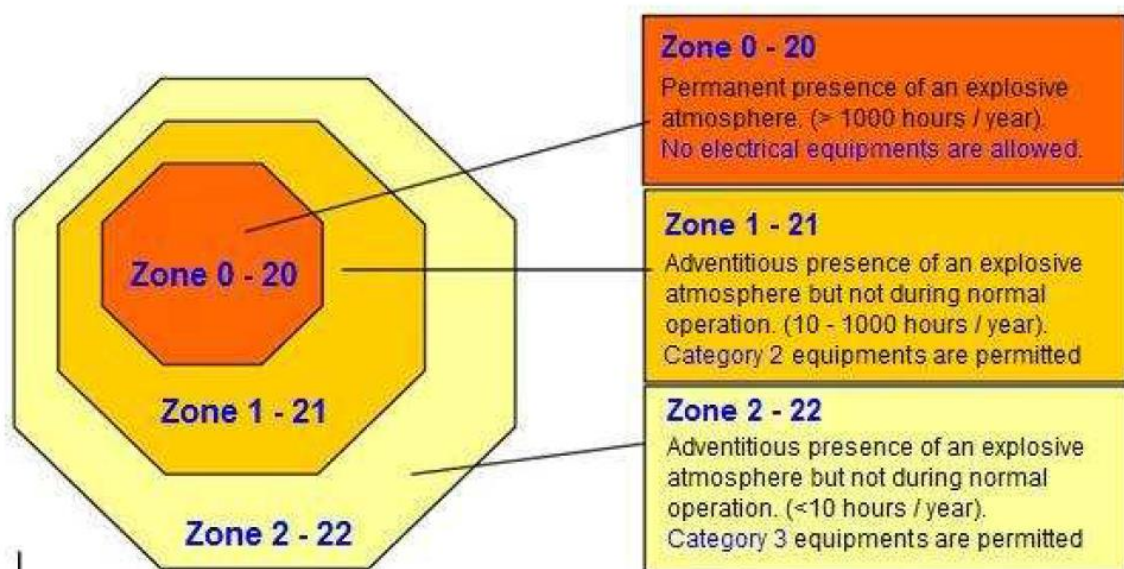 Zone 0 - 20
Zone 1 - 21
Zone 2 - 22
Zone 0 - 20
Permanent presence of an explosive
atmosphere. (> 1000 hours / year).
No electrical equipments are allowed.
Zone 1 - 21
Adventitious presence of an explosive
atmosphere but not during normal
operation. (10 - 1000 hours / year).
Category 2 equipments are permitted
Zone 2 - 22
Adventitious presence of an explosive
atmosphere but not during normal
operation. (<10 hours / year).
Category 3 equipments are permitted